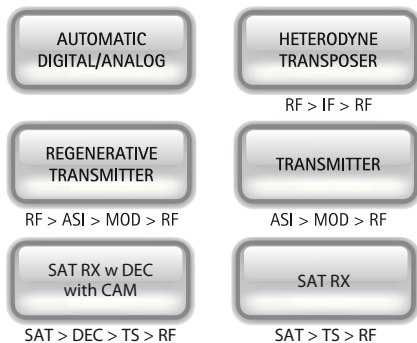 AUTOMATIC
DIGITAL/ANALOG
HETERODYNE
TRANSPOSER
RF > IF > RF
REGENERATIVE
TRANSMITTER
RF > ASI > MOD > RF
TRANSMITTER
ASI > MOD > RF
SAT RX w DEC
with CAM
SAT > DEC > TS > RF
SAT RX
SAT > TS > RF